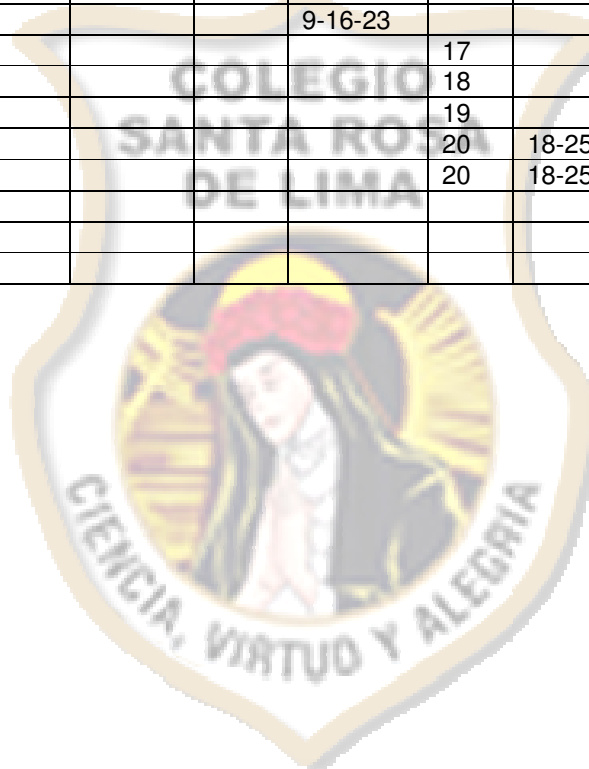 9-16-23
17
COLEGIO
18
19
SANTA ROSA
20 18-25
DE LIMA
20 18-25
CIENCIA, VIRTUD Y ALEGRIA